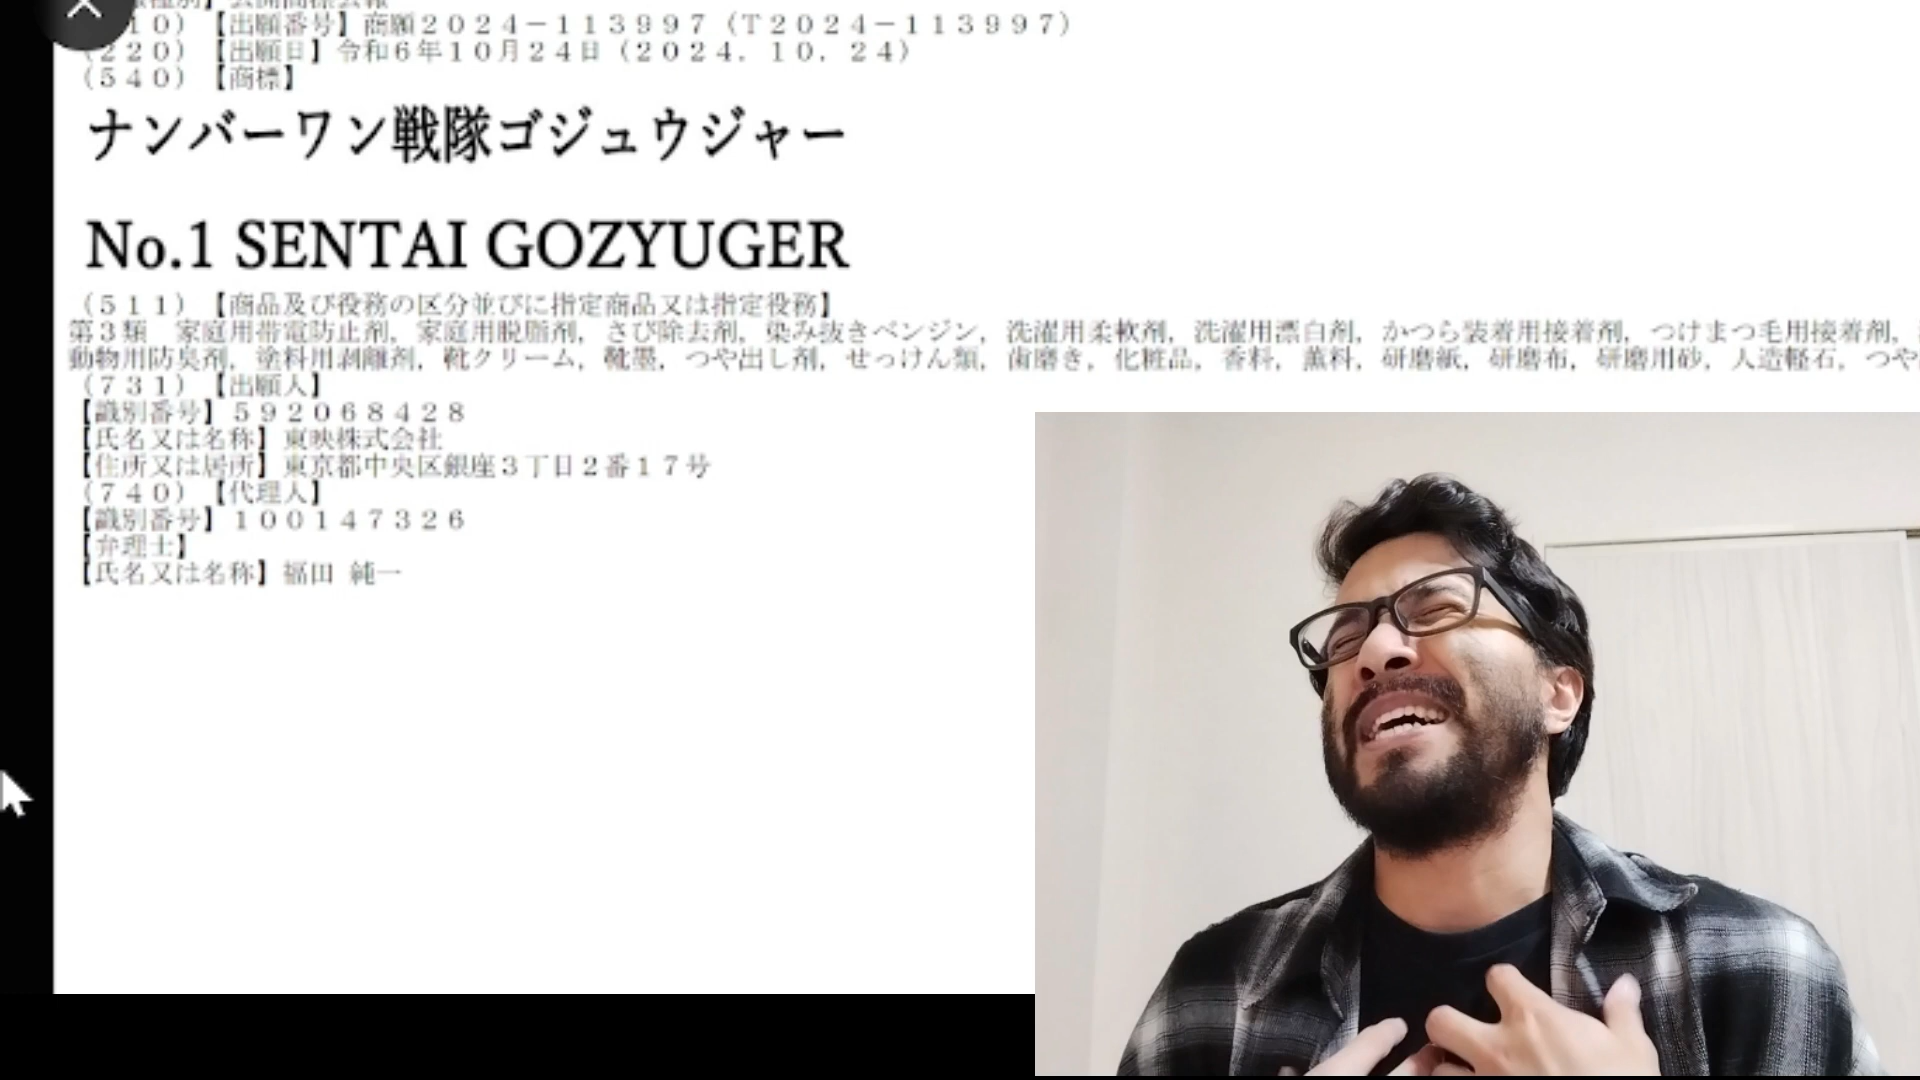 （２１０）【出願番号】商願２０２４－１１３９９７（Ｔ２０２４－１１３９９７）
（２２０）【出願日】令和６年１０月２４日（２０２４．１０．２４）
（５４０）【商標】
ナンバーワン戦隊ゴジュウジャー
No.1 SENTAI GOZYUGER
（５１１）【商品及び役務の区分並びに指定商品又は指定役務】
第３類　家庭用帯電防止剤，家庭用脱脂剤，さび除去剤，染み抜きベンジン，洗濯用柔軟剤，洗濯用漂白剤，かつら装着用接着剤，つけまつ毛用接着剤，
動物用防臭剤，塗料用剥離剤，靴クリーム，靴墨，つや出し剤，せっけん類，歯磨き，化粧品，香料，薫料，研磨紙，研磨布，研磨用砂，人造軽石，つや
（７３１）【出願人】
【識別番号】５９２０６８４２８
【氏名又は名称】東映株式会社
【住所又は居所】東京都中央区銀座３丁目２番１７号
（７４０）【代理人】
【識別番号】１００１４７３２６
【弁理士】
【氏名又は名称】福田　純一